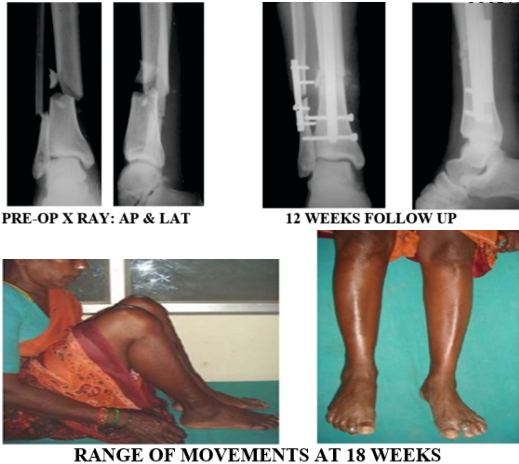 PRE-OP X RAY: AP & LAT
12 WEEKS FOLLOW UP
RANGE OF MOVEMENTS AT 18 WEEKS